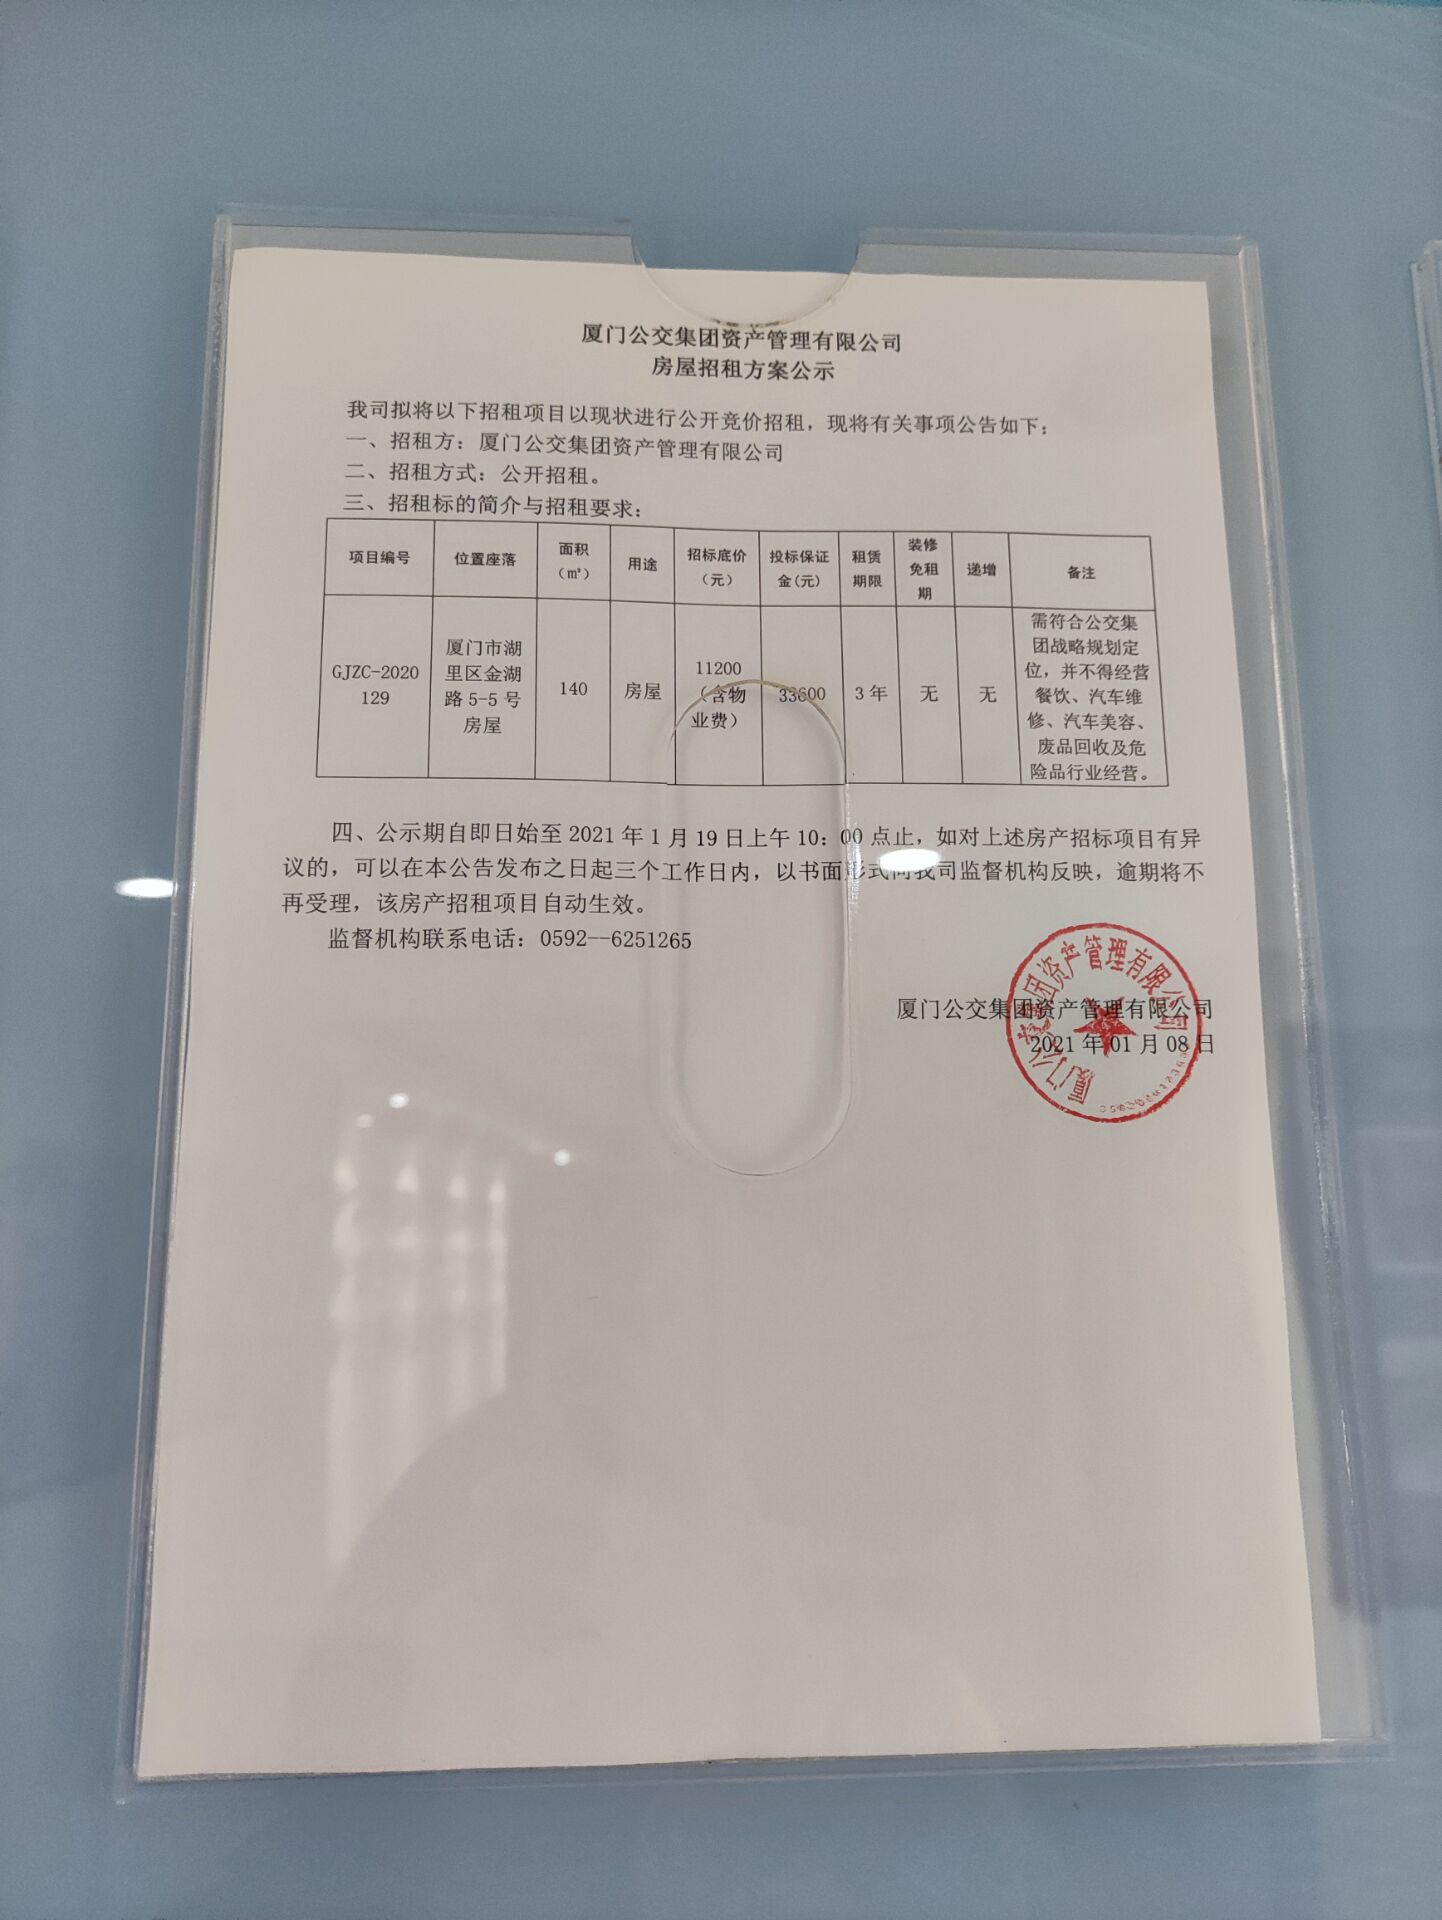 厦门公交集团资产管理有限公司
房屋招租方案公示
我司拟将以下招租项目以现状进行公开竞价招租，现将有关事项公告如下：
一、招租方：厦门公交集团资产管理有限公司
二、招租方式：公开招租。
三、招租标的简介与招租要求：
项目编号 位置座落 面积（㎡） 用途 招标底价（元） 投标保证金(元) 租赁期限 装修免租期 递增 备注
GJZC-2020129 厦门市湖里区金湖路5-5号房屋 140 房屋 11200（含物业费） 33600 3年 无 无 需符合公交集团战略规划定位，并不得经营餐饮、汽车维修、汽车美容、废品回收及危险品行业经营。
四、公示期自即日始至2021年1月19日上午10：00点止，如对上述房产招标项目有异
议的，可以在本公告发布之日起三个工作日内，以书面形式向我司监督机构反映，逾期将不
再受理，该房产招租项目自动生效。
监督机构联系电话：0592--6251265
厦门公交集团资产管理有限公司
2021年01月08日
厦门公交集团资产管理有限公司